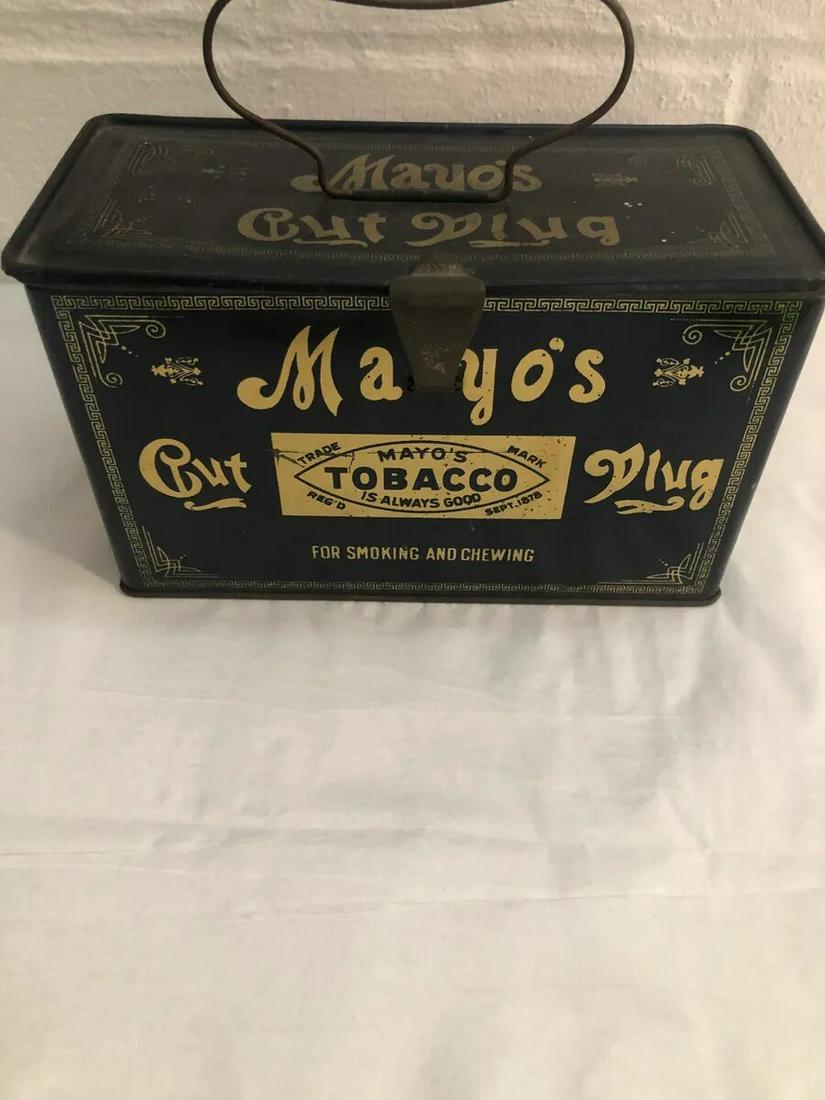 Mayo's
Cut Plug
Mayo's
Cut Plug
TRADE MARK
MAYO'S
TOBACCO
IS ALWAYS GOOD
REG'D SEPT. 1878
FOR SMOKING AND CHEWING